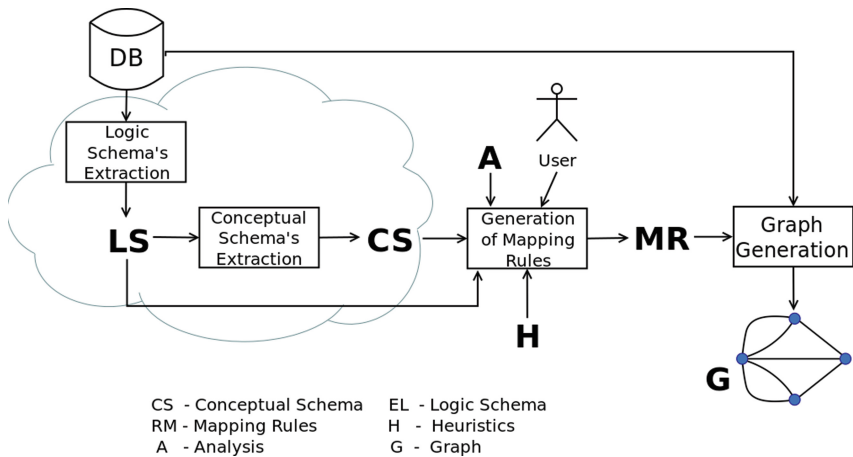 DB
Logic
Schema's
Extraction
A
User
LS
Conceptual
Schema's
Extraction
CS
Generation
of Mapping
Rules
MR
Graph
Generation
H
G
CS - Conceptual Schema EL - Logic Schema
RM - Mapping Rules H - Heuristics
A - Analysis G - Graph